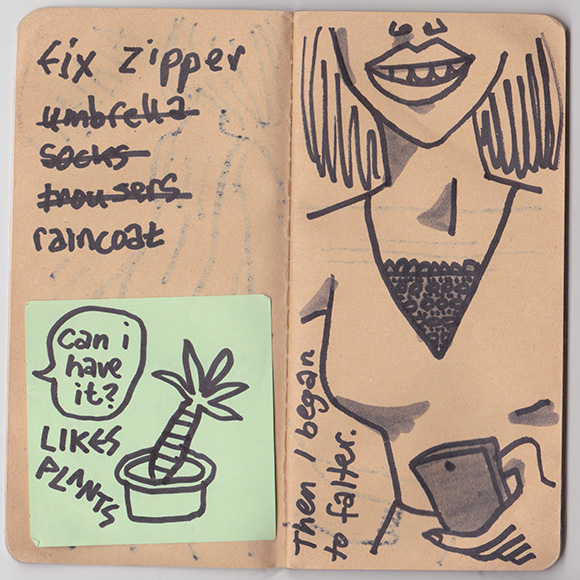 fix zipper
umbrella
socks
trousers
raincoat
can i
have
it?
LIKES
PLANTS
Then I began
to falter.